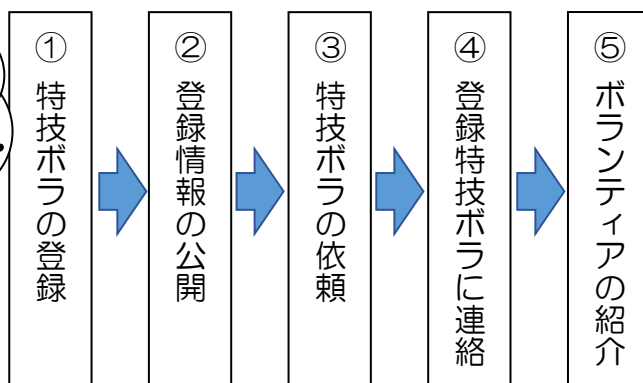 ① 特技ボラの登録
② 登録情報の公開
③ 特技ボラの依頼
④ 登録特技ボラに連絡
⑤ ボランティアの紹介